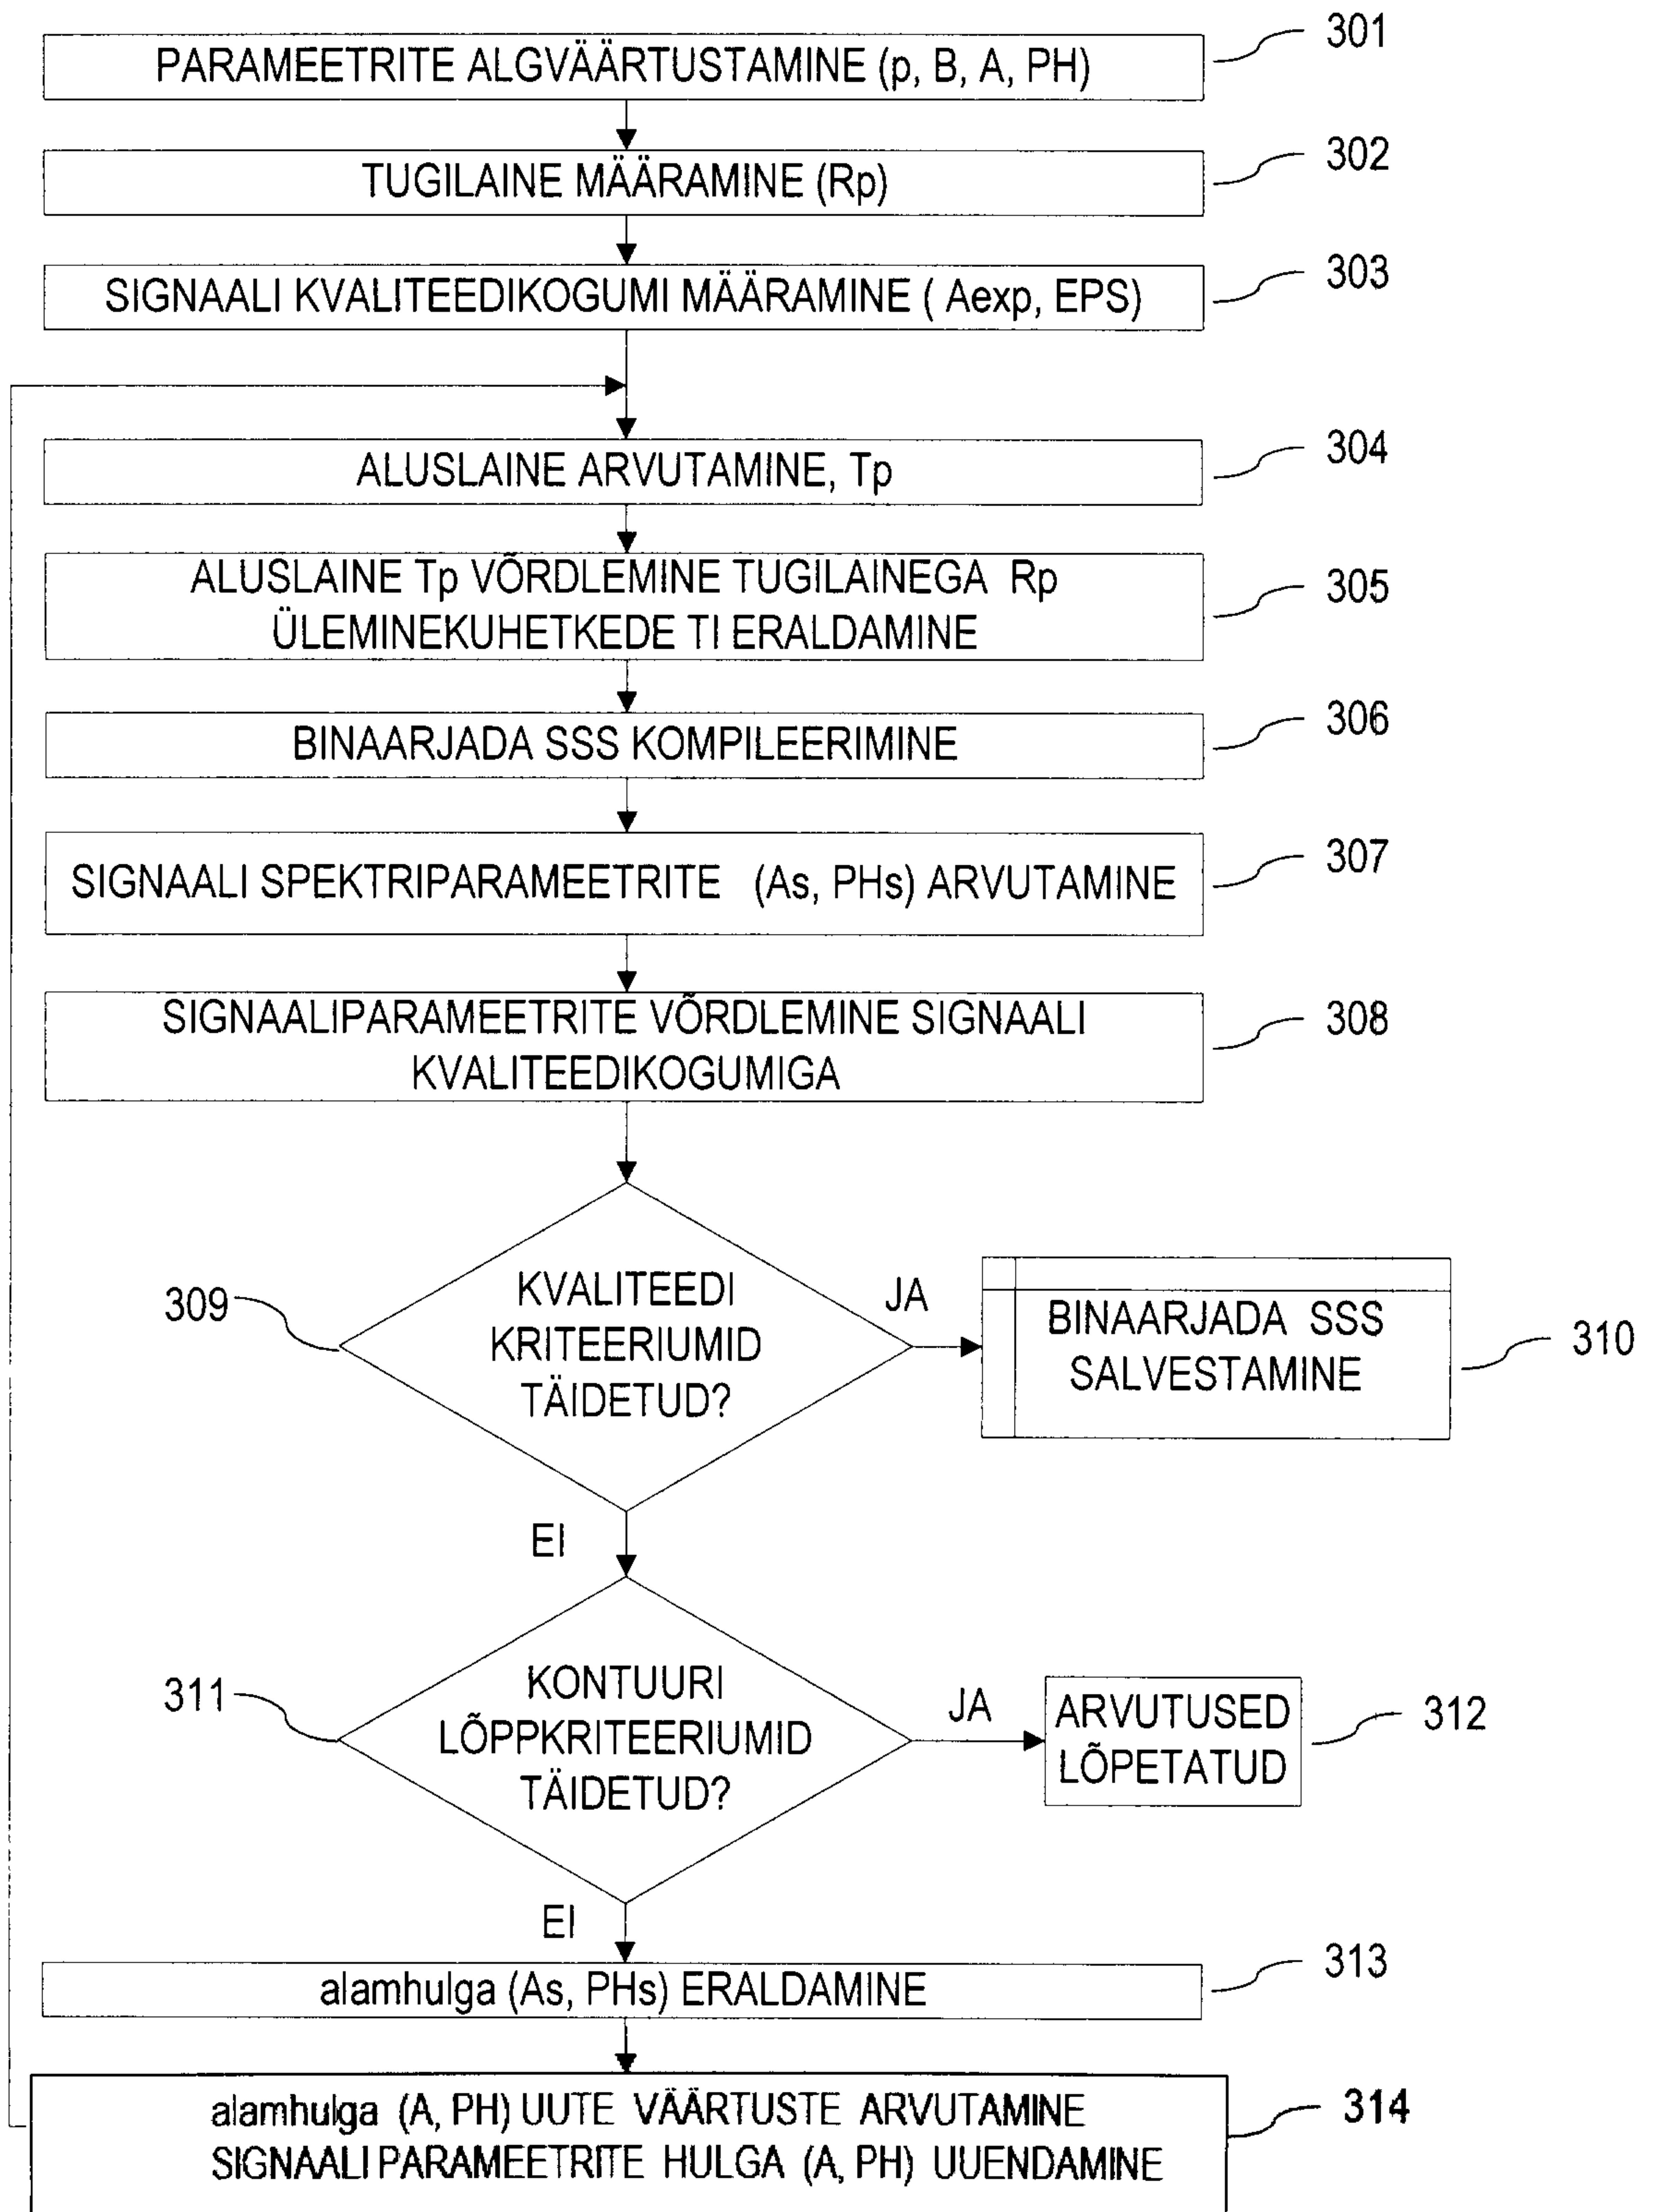 PARAMEETRITE ALGVÄÄRTUSTAMINE (p, B, A, PH)
301
TUGILAINE MÄÄRAMINE (Rp)
302
SIGNAALI KVALITEEDIKOGUMI MÄÄRAMINE ( Aexp, EPS)
303
ALUSLAINE ARVUTAMINE, Tp
304
ALUSLAINE Tp VÕRDLEMINE TUGILAINEGA Rp
ÜLEMINEKUHETKEDE TI ERALDAMINE
305
BINAARJADA SSS KOMPILEERIMINE
306
SIGNAALI SPEKTRIPARAMEETRITE (As, PHs) ARVUTAMINE
307
SIGNAALIPARAMEETRITE VÕRDLEMINE SIGNAALI
KVALITEEDIKOGUMIGA
308
309
KVALITEEDI
KRITEERIUMID
TÄIDETUD?
JA
BINAARJADA SSS
SALVESTAMINE
310
EI
311
KONTUURI
LÕPPKRITEERIUMID
TÄIDETUD?
JA
ARVUTUSED
LÕPETATUD
312
EI
alamhulga (As, PHs) ERALDAMINE
313
alamhulga (A, PH) UUTE VÄÄRTUSTE ARVUTAMINE
SIGNAALI PARAMEETRITE HULGA (A, PH) UUENDAMINE
314